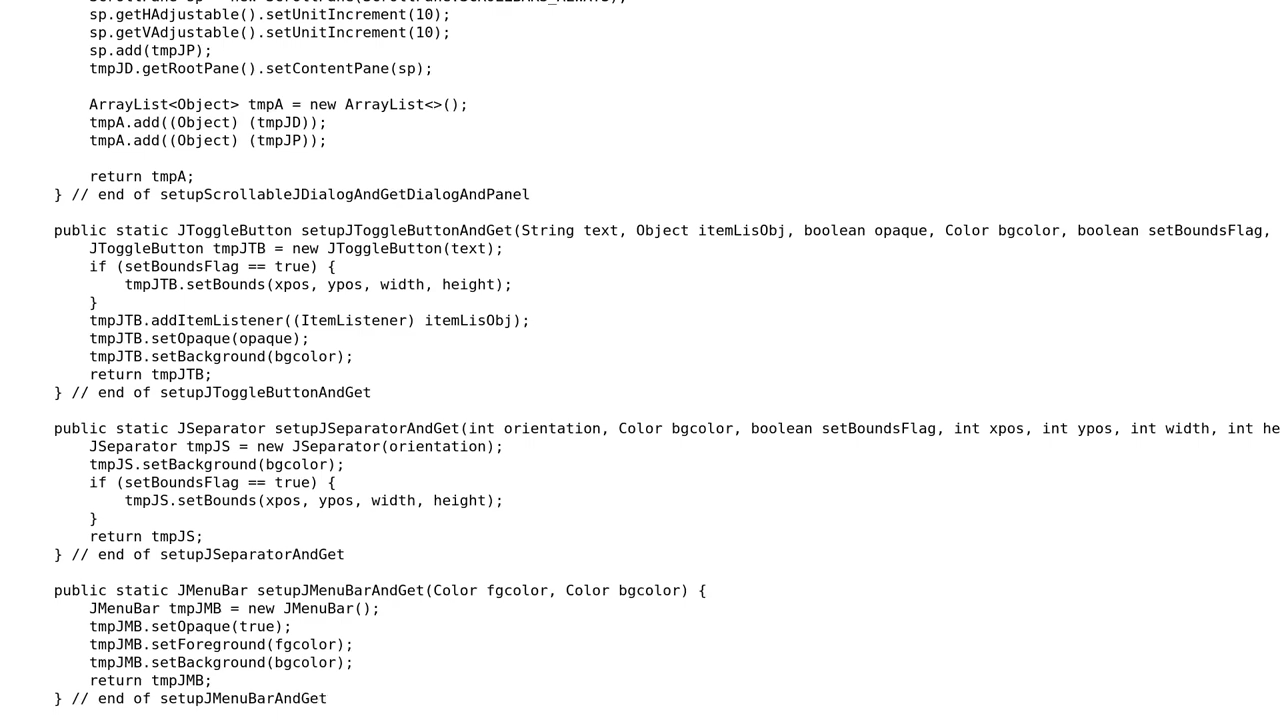 sp.getHAdjustable().setUnitIncrement(10);
        sp.getVAdjustable().setUnitIncrement(10);
        sp.add(tmpJP);
        tmpJD.getRootPane().setContentPane(sp);

        ArrayList<Object> tmpA = new ArrayList<>();
        tmpA.add((Object) (tmpJD));
        tmpA.add((Object) (tmpJP));

        return tmpA;
    } // end of setupScrollableJDialogAndGetDialogAndPanel

    public static JToggleButton setupJToggleButtonAndGet(String text, Object itemLisObj, boolean opaque, Color bgcolor, boolean setBoundsFlag,
        JToggleButton tmpJTB = new JToggleButton(text);
        if (setBoundsFlag == true) {
            tmpJTB.setBounds(xpos, ypos, width, height);
        }
        tmpJTB.addItemListener((ItemListener) itemLisObj);
        tmpJTB.setOpaque(opaque);
        tmpJTB.setBackground(bgcolor);
        return tmpJTB;
    } // end of setupJToggleButtonAndGet

    public static JSeparator setupJSeparatorAndGet(int orientation, Color bgcolor, boolean setBoundsFlag, int xpos, int ypos, int width, int he
        JSeparator tmpJS = new JSeparator(orientation);
        tmpJS.setBackground(bgcolor);
        if (setBoundsFlag == true) {
            tmpJS.setBounds(xpos, ypos, width, height);
        }
        return tmpJS;
    } // end of setupJSeparatorAndGet

    public static JMenuBar setupJMenuBarAndGet(Color fgcolor, Color bgcolor) {
        JMenuBar tmpJMB = new JMenuBar();
        tmpJMB.setOpaque(true);
        tmpJMB.setForeground(fgcolor);
        tmpJMB.setBackground(bgcolor);
        return tmpJMB;
    } // end of setupJMenuBarAndGet